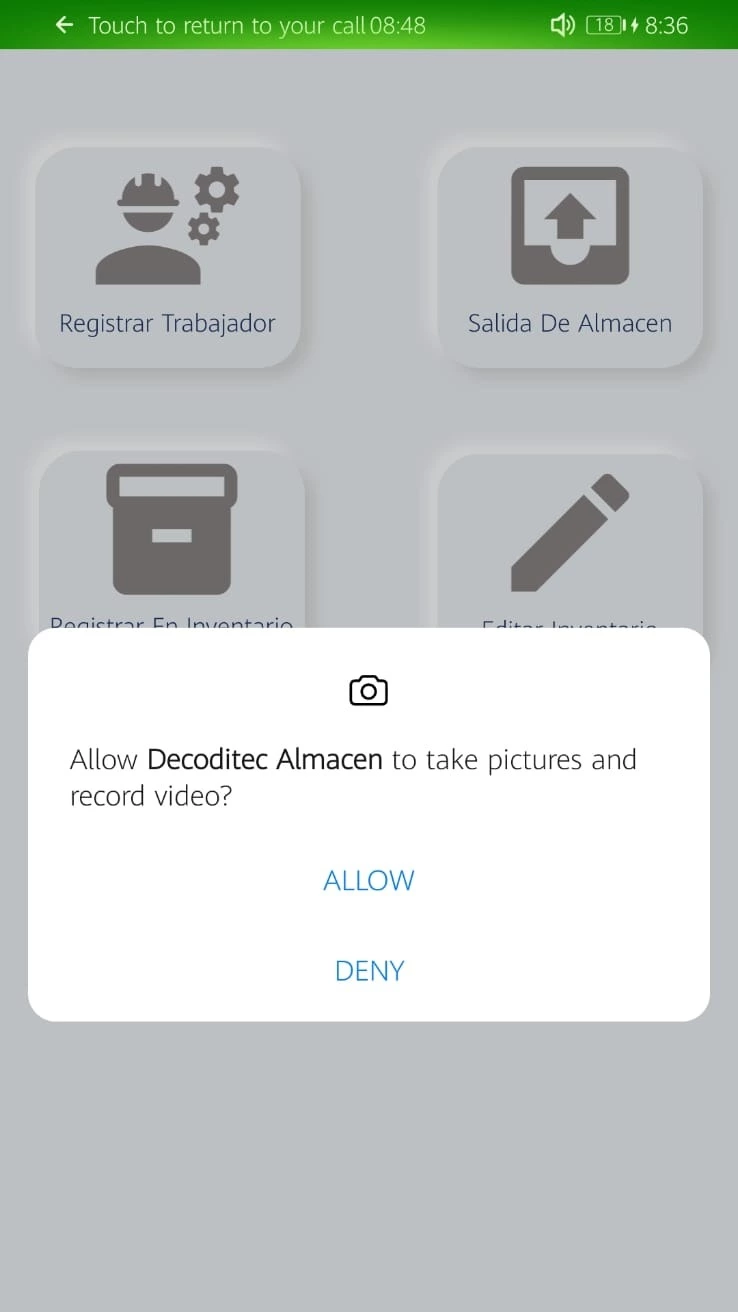 Touch to return to your call 08:48
18 8:36
Registrar Trabajador
Salida De Almacen
Registrar En Inventario
Editar Inventario
Allow Decoditec Almacen to take pictures and
record video?
ALLOW
DENY